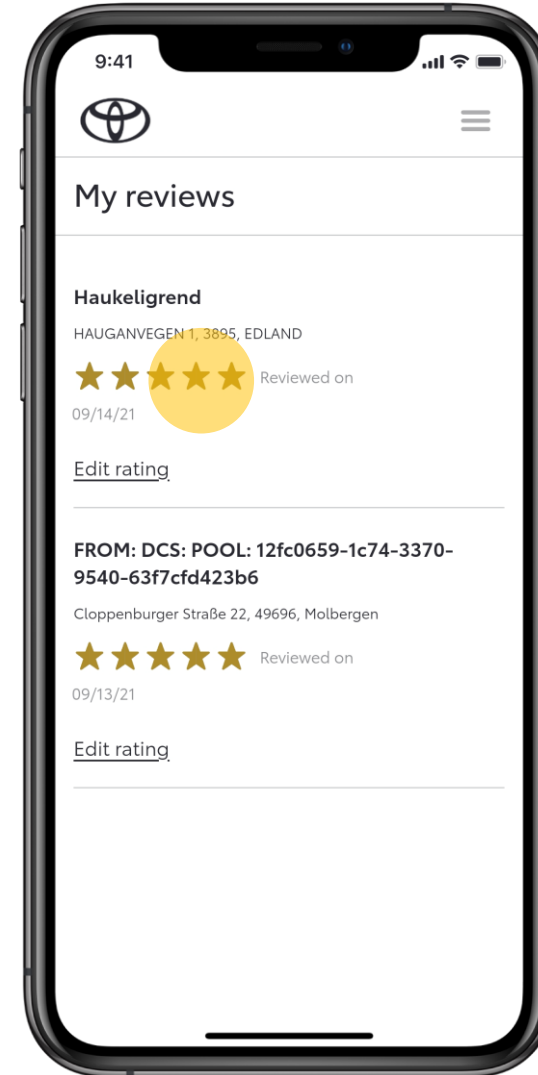 9:41
My reviews
Haukeligrend
HAUGANVEGEN 1, 3895, EDLAND
Reviewed on
09/14/21
Edit rating
FROM: DCS: POOL: 12fc0659-1c74-3370-
9540-63f7cfd423b6
Cloppenburger Straße 22, 49696, Molbergen
Reviewed on
09/13/21
Edit rating